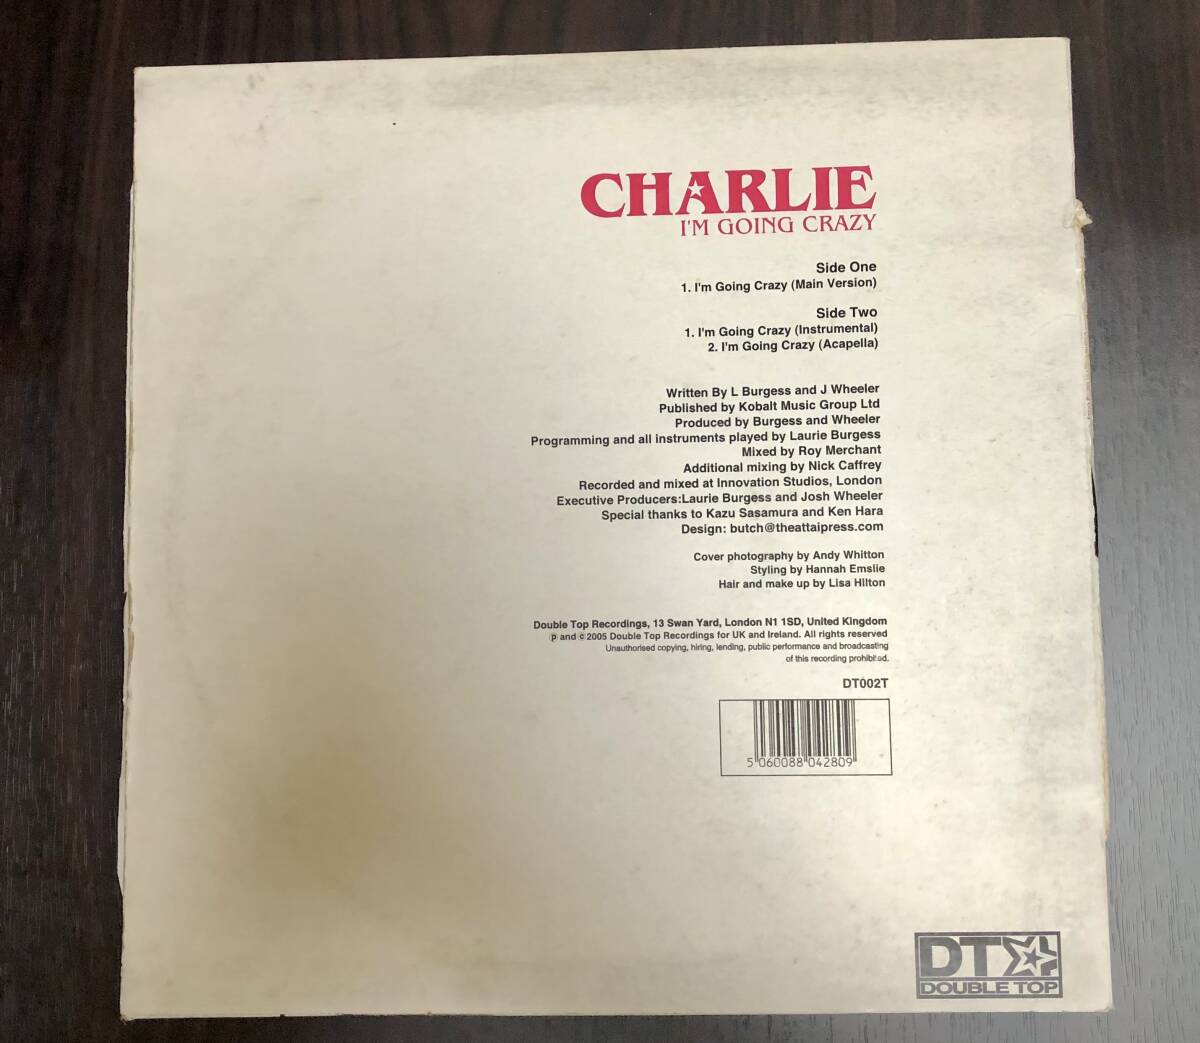 CHARLIE
I'M GOING CRAZY
Side One
1. I'm Going Crazy (Main Version)
Side Two
1. I'm Going Crazy (Instrumental)
2. I'm Going Crazy (Acapella)
Written By L Burgess and J Wheeler
Published by Kobalt Music Group Ltd
Produced by Burgess and Wheeler
Programming and all instruments played by Laurie Burgess
Mixed by Roy Merchant
Additional mixing by Nick Caffrey
Recorded and mixed at Innovation Studios, London
Executive Producers:Laurie Burgess and Josh Wheeler
Special thanks to Kazu Sasamura and Ken Hara
Design: butch@theattaipress.com
Cover photography by Andy Whitton
Styling by Hannah Emslie
Hair and make up by Lisa Hilton
Double Top Recordings, 13 Swan Yard, London N1 1SD, United Kingdom
℗ and © 2005 Double Top Recordings for UK and Ireland. All rights reserved
Unauthorised copying, hiring, lending, public performance and broadcasting
of this recording prohibited.
DT002T
5 060088 042809
DT
DOUBLE TOP